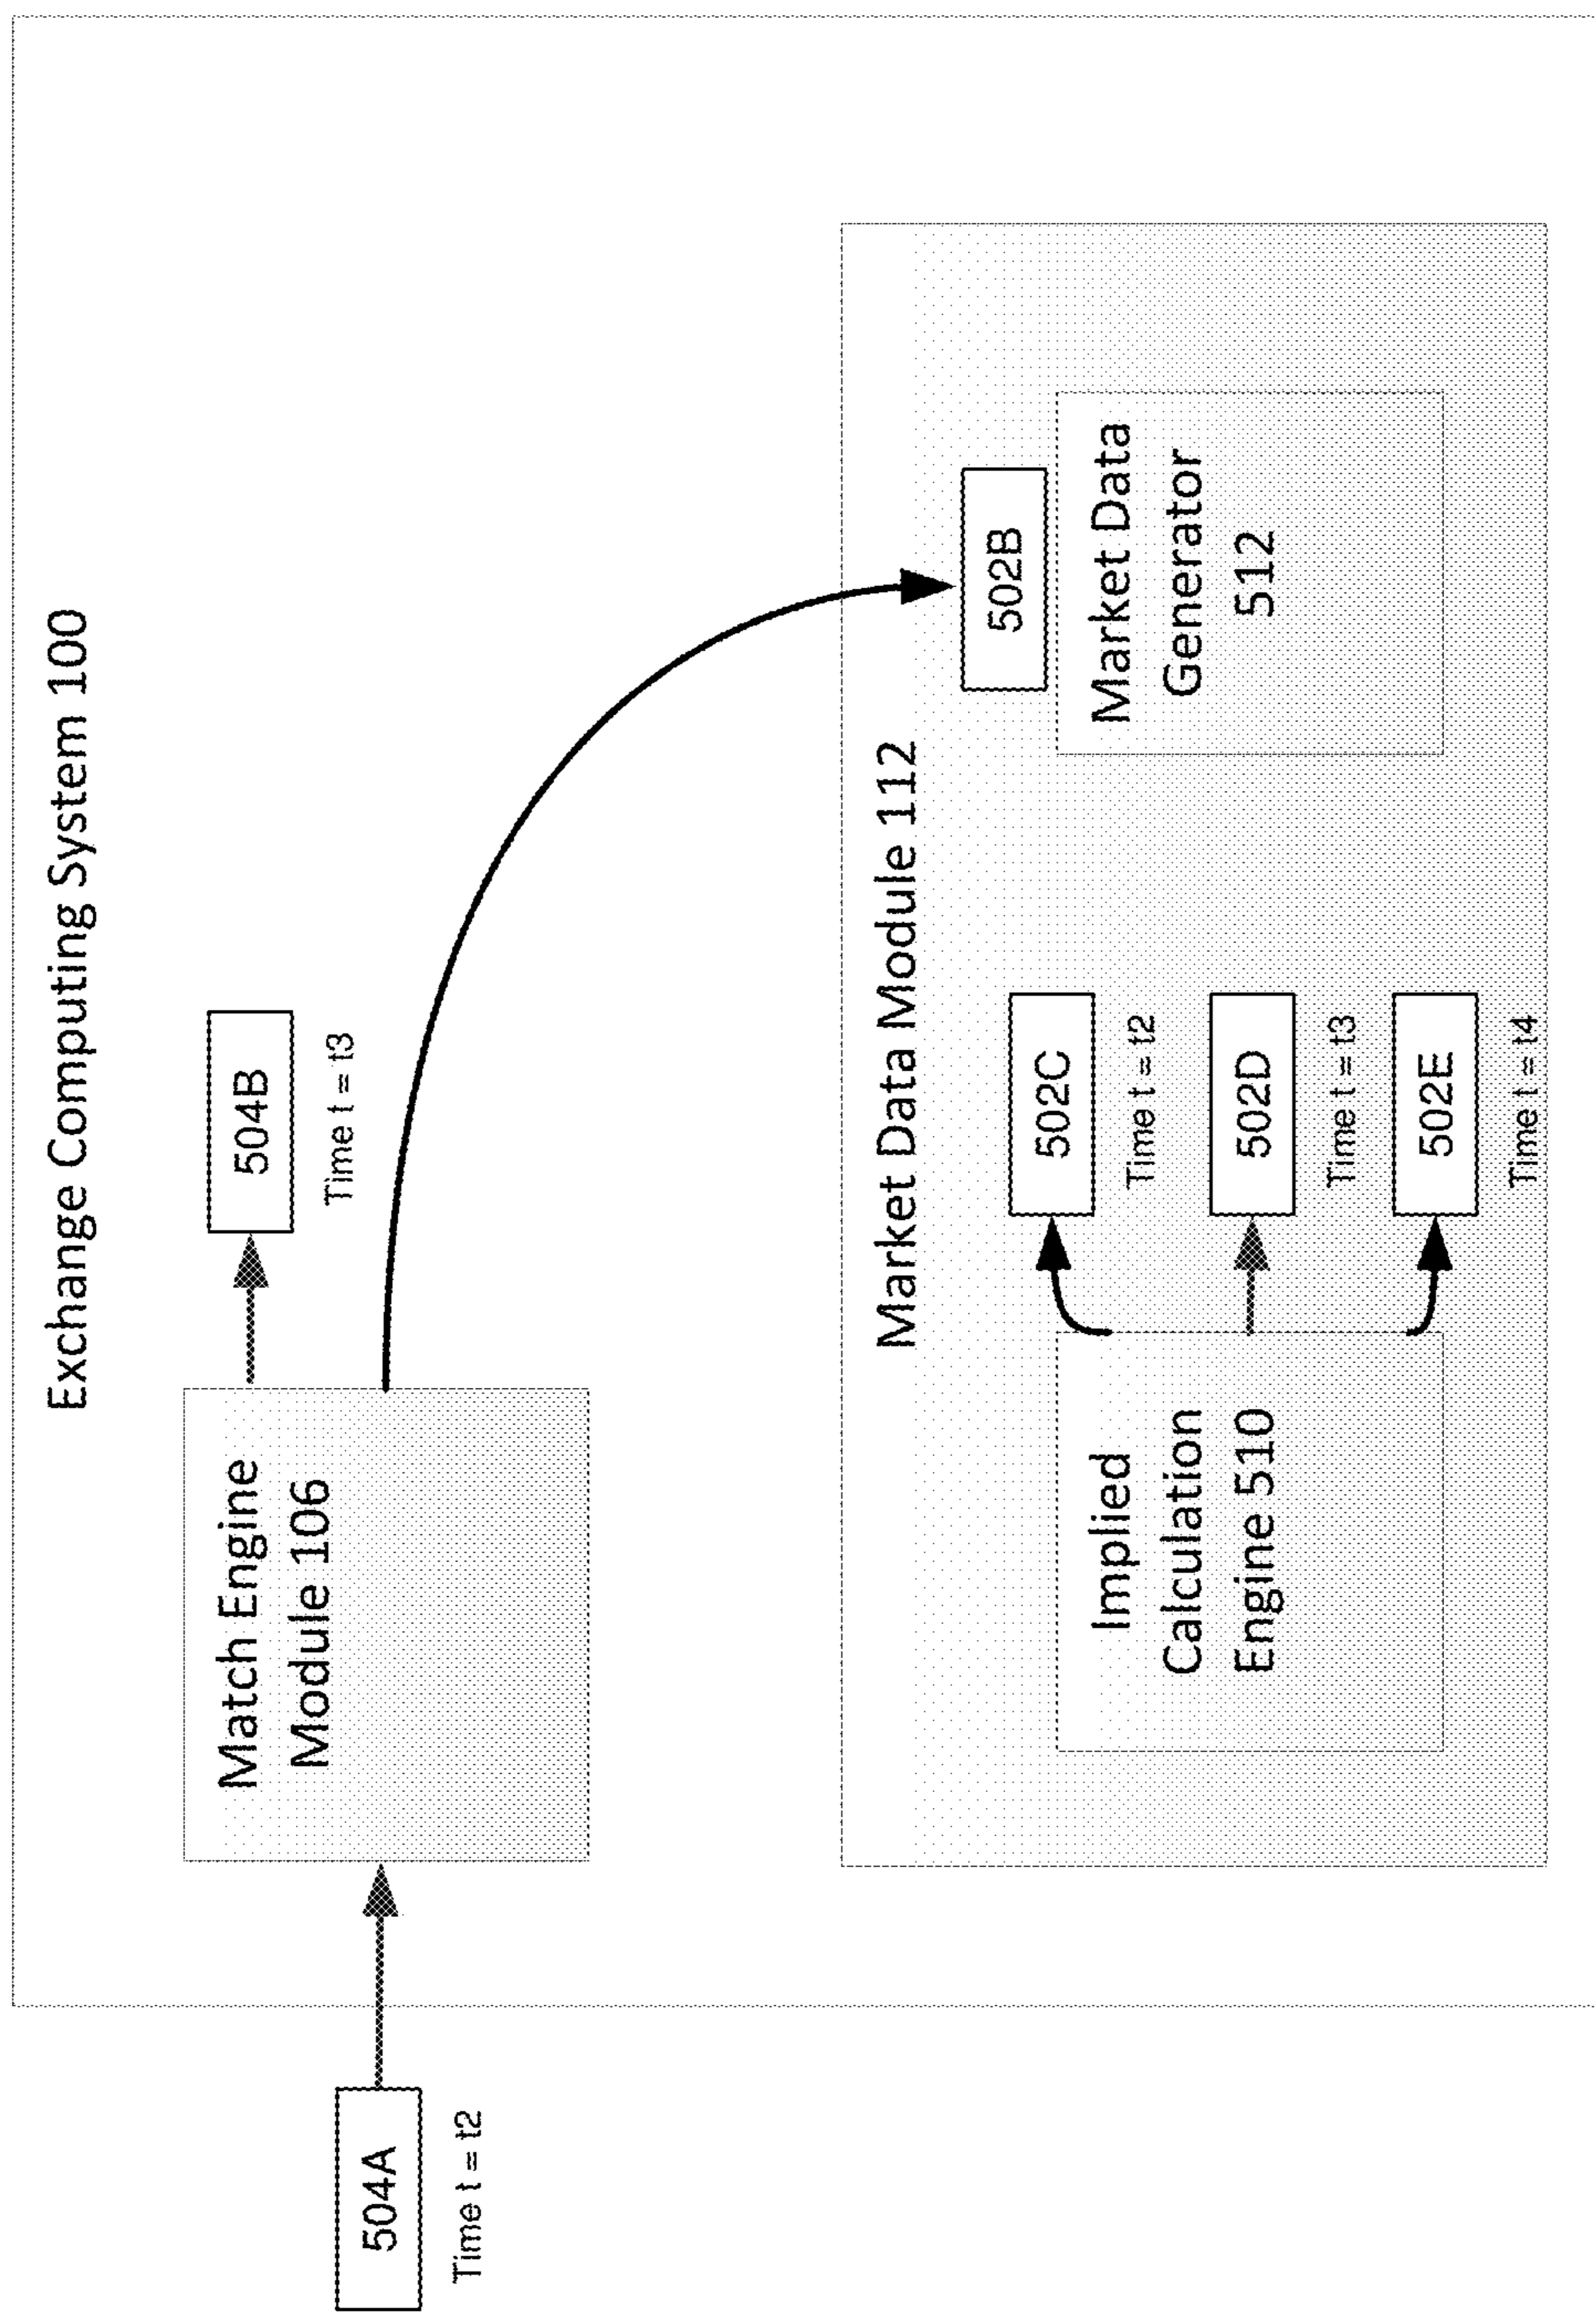 Exchange Computing System 100
504A
Time t = t2
Match Engine
Module 106
504B
Time t = t3
Market Data Module 112
Implied
Calculation
Engine 510
502C
Time t = t2
502D
Time t = t3
502E
Time t = t4
502B
Market Data
Generator
512